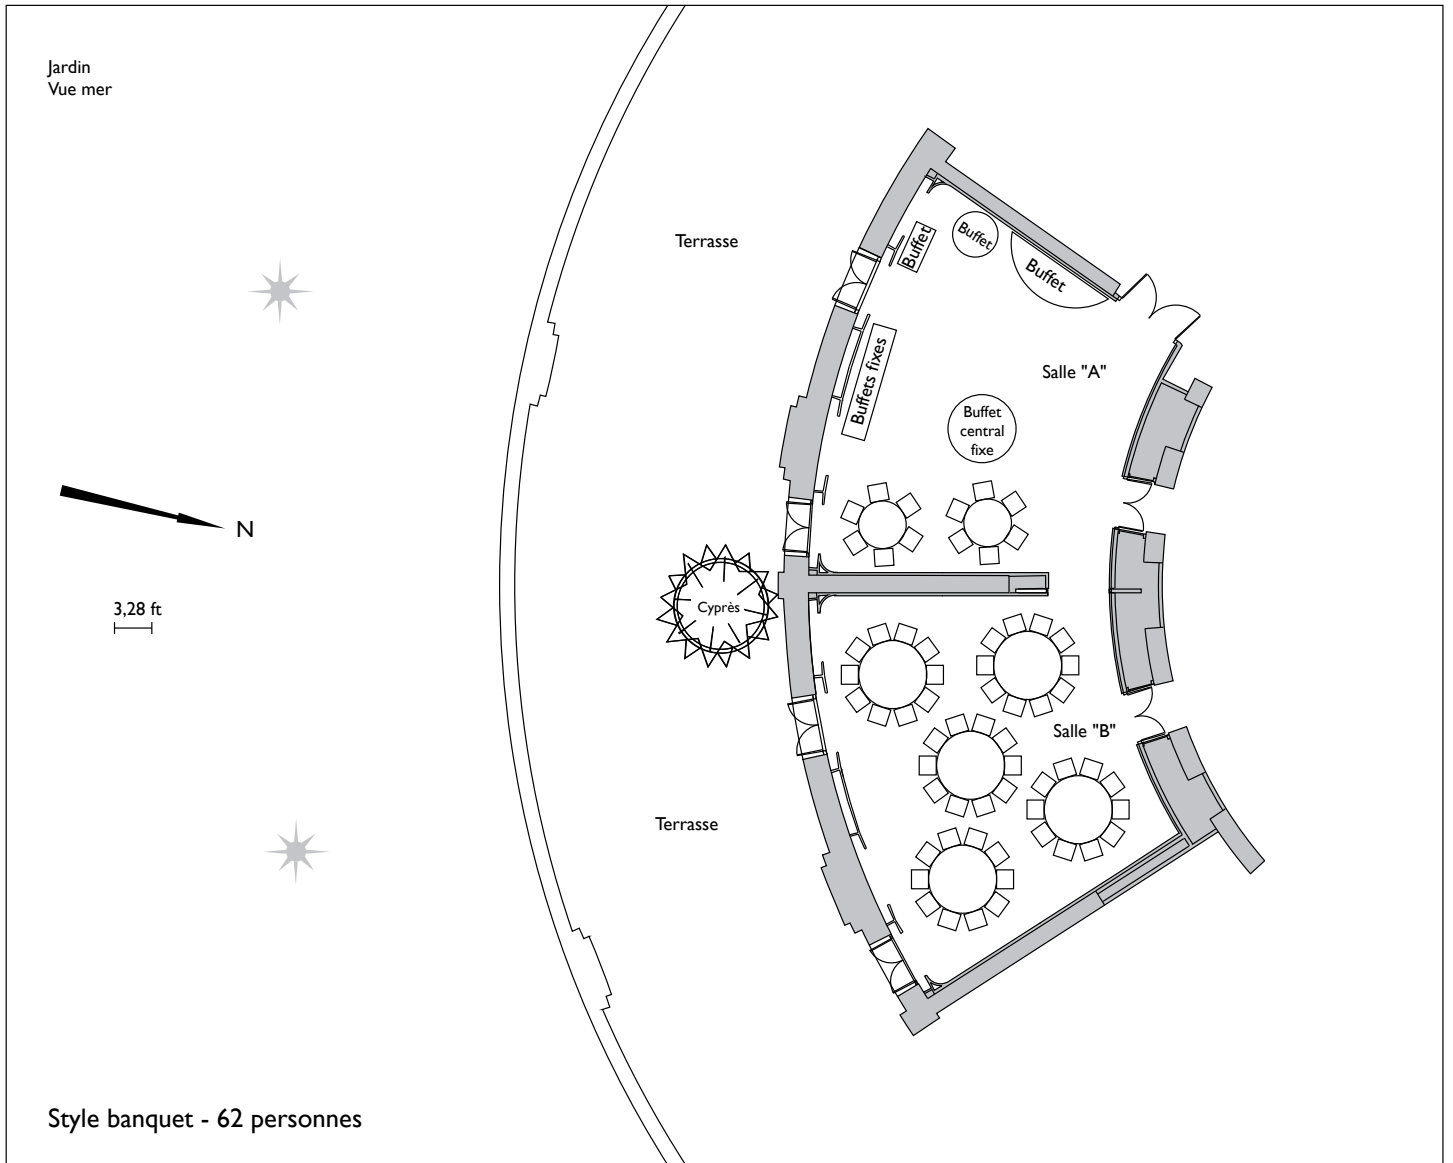 Jardin
Vue mer
Terrasse
Buffet
Buffet
Buffet
Buffets fixes
Salle "A"
Buffet
central
fixe
N
3,28 ft
Cyprès
Salle "B"
Terrasse
Style banquet - 62 personnes